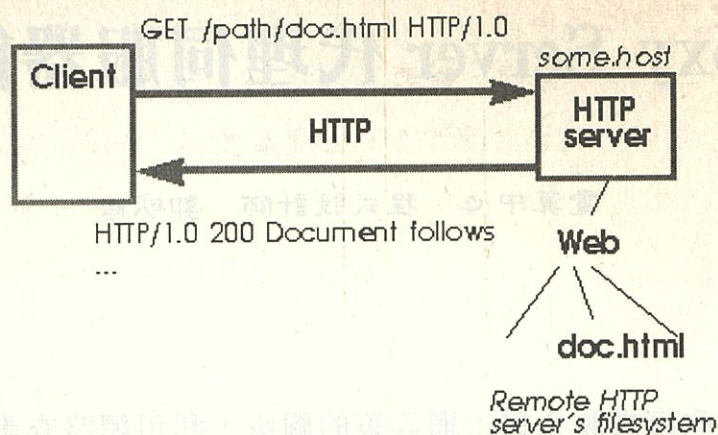 GET /path/doc.html HTTP/1.0
some.host
Client
HTTP
server
HTTP
HTTP/1.0 200 Document follows
...
Web
doc.html
Remote HTTP
server's filesystem